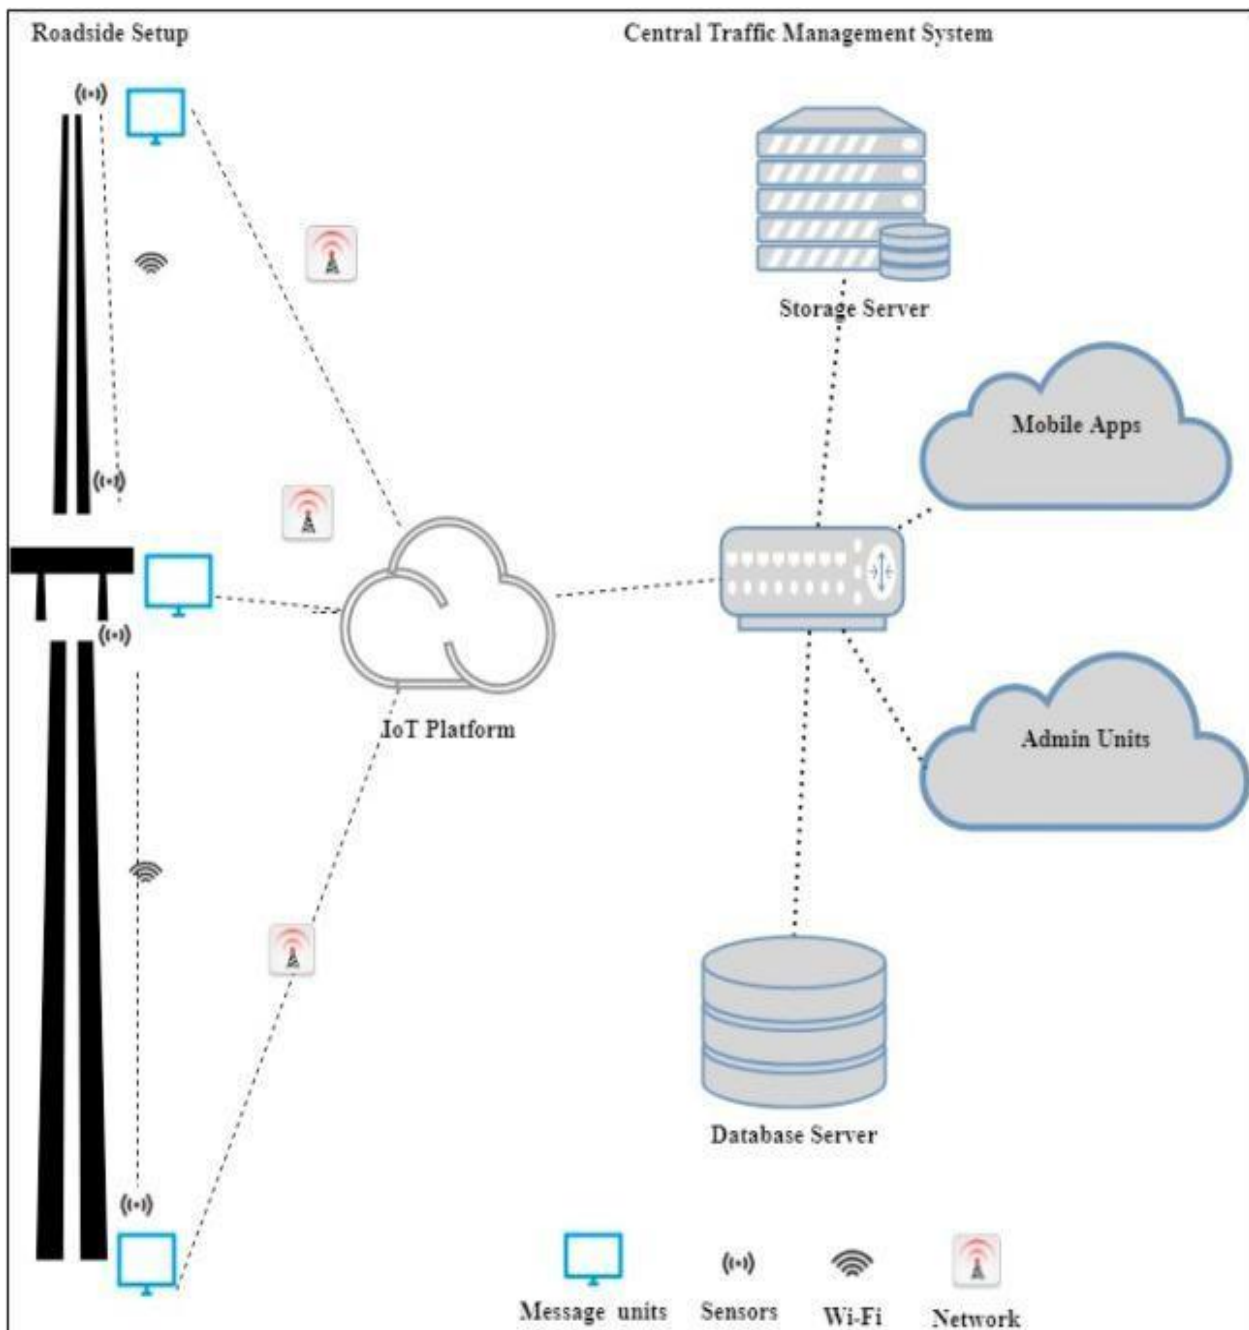 Roadside Setup
Central Traffic Management System
Storage Server
Mobile Apps
IoT Platform
Admin Units
Database Server
Message units
Sensors
Wi-Fi
Network